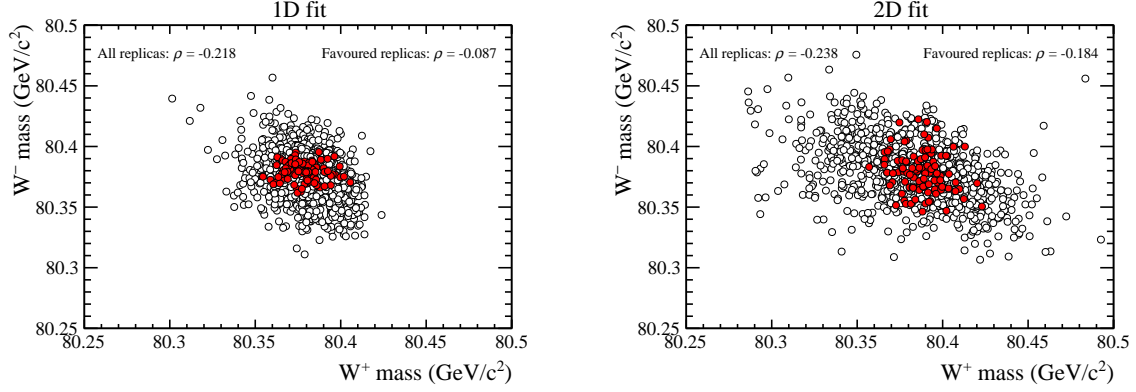 1D fit
All replicas: ρ = -0.218 Favoured replicas: ρ = -0.087
W⁻ mass (GeV/c²)
80.5
80.45
80.4
80.35
80.3
80.25
80.25 80.3 80.35 80.4 80.45 80.5
W⁺ mass (GeV/c²)
2D fit
All replicas: ρ = -0.238 Favoured replicas: ρ = -0.184
W⁻ mass (GeV/c²)
80.5
80.45
80.4
80.35
80.3
80.25
80.25 80.3 80.35 80.4 80.45 80.5
W⁺ mass (GeV/c²)